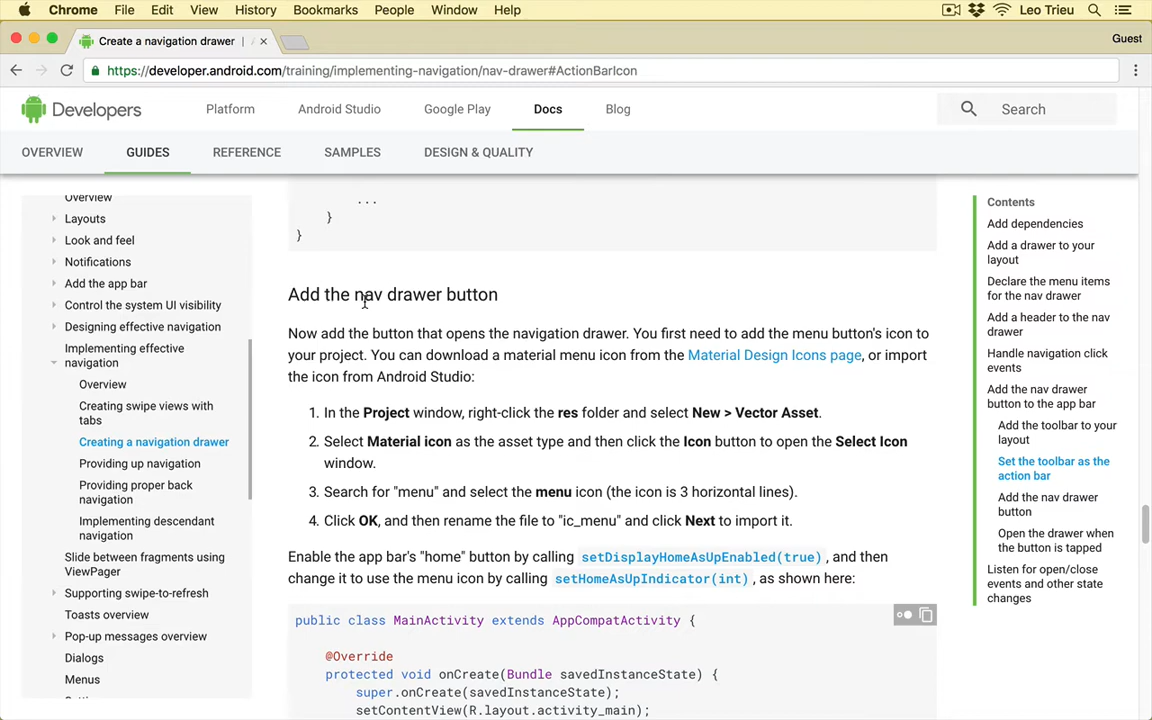 Chrome File Edit View History Bookmarks People Window Help Leo Trieu
Create a navigation drawer | Guest
https://developer.android.com/training/implementing-navigation/nav-drawer#ActionBarIcon
Developers Platform Android Studio Google Play Docs Blog Search
OVERVIEW GUIDES REFERENCE SAMPLES DESIGN & QUALITY
Overview
Layouts
Look and feel
Notifications
Add the app bar
Control the system UI visibility
Designing effective navigation
Implementing effective
navigation
Overview
Creating swipe views with
tabs
Creating a navigation drawer
Providing up navigation
Providing proper back
navigation
Implementing descendant
navigation
Slide between fragments using
ViewPager
Supporting swipe-to-refresh
Toasts overview
Pop-up messages overview
Dialogs
Menus
...
}
}
Add the nav drawer button
Now add the button that opens the navigation drawer. You first need to add the menu button's icon to
your project. You can download a material menu icon from the Material Design Icons page, or import
the icon from Android Studio:
1. In the Project window, right-click the res folder and select New > Vector Asset.
2. Select Material icon as the asset type and then click the Icon button to open the Select Icon
window.
3. Search for "menu" and select the menu icon (the icon is 3 horizontal lines).
4. Click OK, and then rename the file to "ic_menu" and click Next to import it.
Enable the app bar's "home" button by calling setDisplayHomeAsUpEnabled(true), and then
change it to use the menu icon by calling setHomeAsUpIndicator(int), as shown here:
public class MainActivity extends AppCompatActivity {
@Override
protected void onCreate(Bundle savedInstanceState) {
super.onCreate(savedInstanceState);
setContentView(R.layout.activity_main);
Contents
Add dependencies
Add a drawer to your
layout
Declare the menu items
for the nav drawer
Add a header to the nav
drawer
Handle navigation click
events
Add the nav drawer
button to the app bar
Add the toolbar to your
layout
Set the toolbar as the
action bar
Add the nav drawer
button
Open the drawer when
the button is tapped
Listen for open/close
events and other state
changes